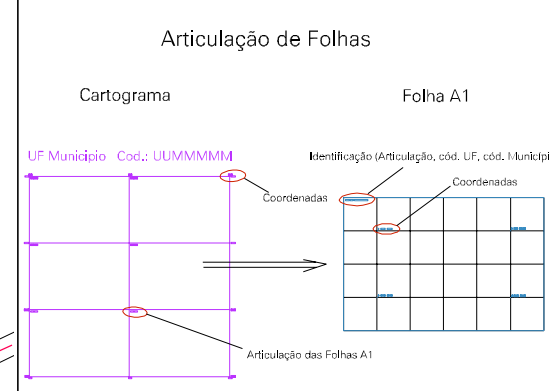 Articulação de Folhas
Cartograma
Folha A1
UF Municipio Cod.: UUMMMMM
Identificação (Articulação, cód. UF, cód. Municípi
Coordenadas
Coordenadas
Articulação das Folhas A1